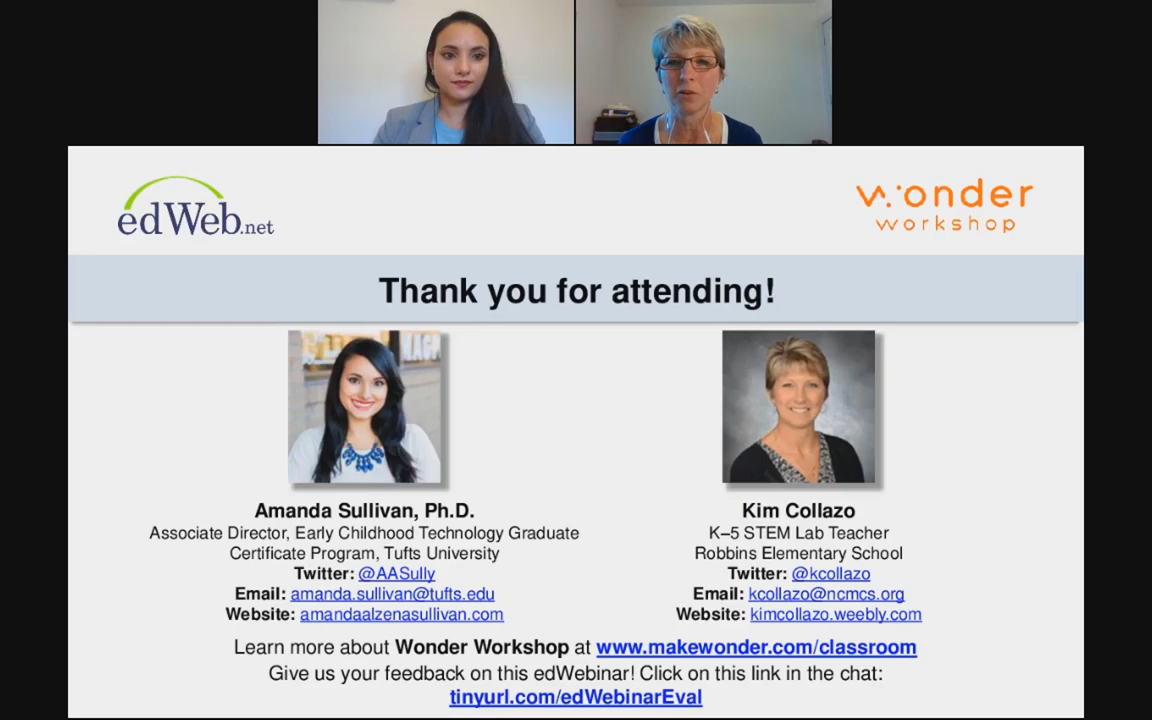 edWeb.net
wonder
workshop
Thank you for attending!
Amanda Sullivan, Ph.D.
Associate Director, Early Childhood Technology Graduate
Certificate Program, Tufts University
Twitter: @AASully
Email: amanda.sullivan@tufts.edu
Website: amandaalzenasullivan.com
Kim Collazo
K–5 STEM Lab Teacher
Robbins Elementary School
Twitter: @kcollazo
Email: kcollazo@ncmcs.org
Website: kimcollazo.weebly.com
Learn more about Wonder Workshop at www.makewonder.com/classroom
Give us your feedback on this edWebinar! Click on this link in the chat:
tinyurl.com/edWebinarEval